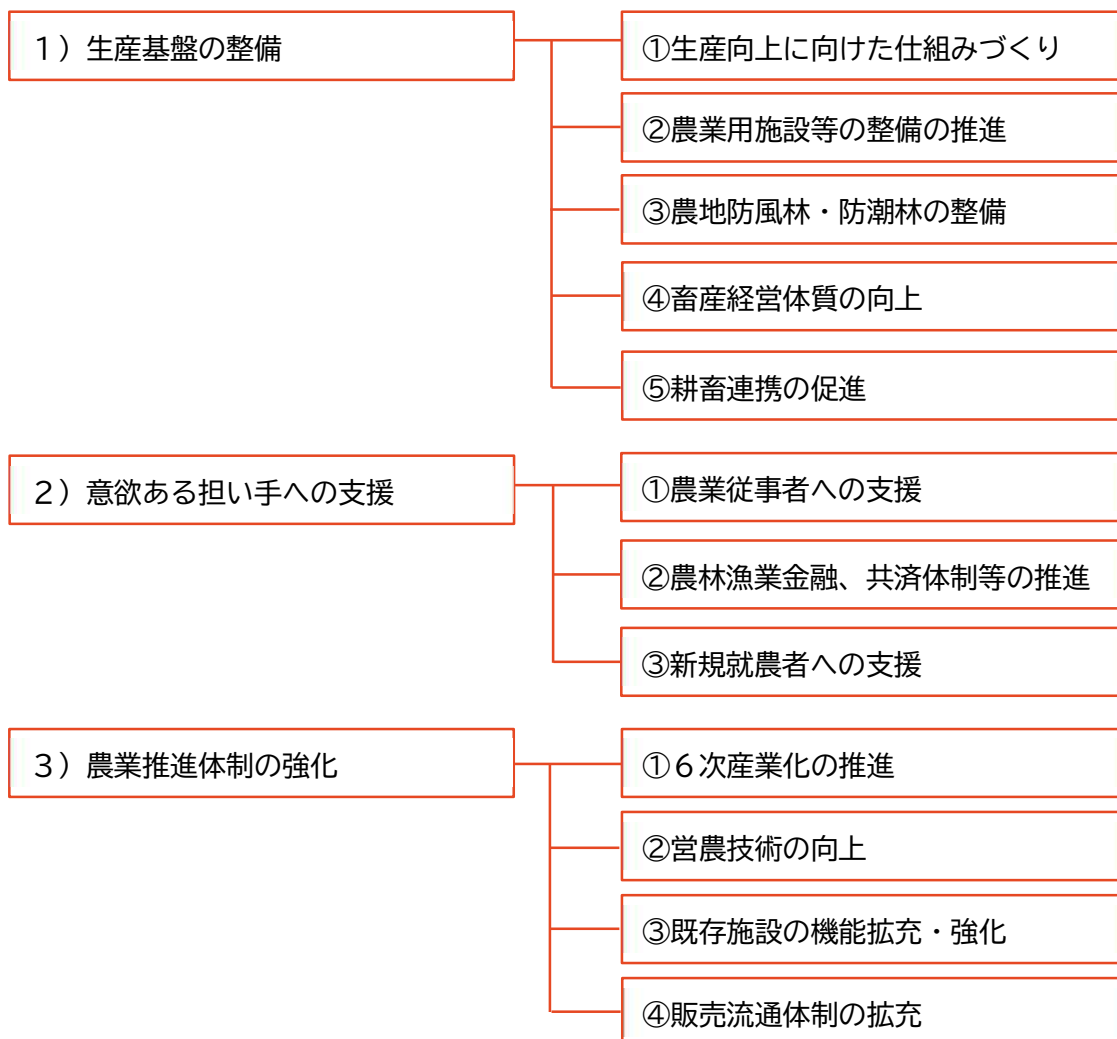 １）生産基盤の整備
①生産向上に向けた仕組みづくり
②農業用施設等の整備の推進
③農地防風林・防潮林の整備
④畜産経営体質の向上
⑤耕畜連携の促進
２）意欲ある担い手への支援
①農業従事者への支援
②農林漁業金融、共済体制等の推進
③新規就農者への支援
３）農業推進体制の強化
①６次産業化の推進
②営農技術の向上
③既存施設の機能拡充・強化
④販売流通体制の拡充